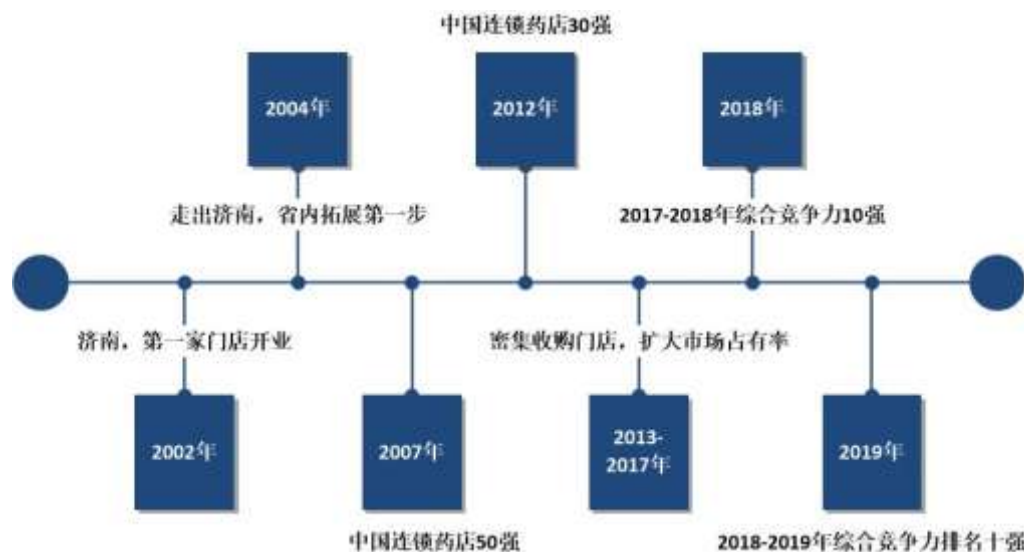 中国连锁药店30强
2004年
2012年
2018年
走出济南，省内拓展第一步
2017-2018年综合竞争力10强
济南，第一家门店开业
密集收购门店，扩大市场占有率
2002年
2007年
2013-
2017年
2019年
中国连锁药店50强
2018-2019年综合竞争力排名十强